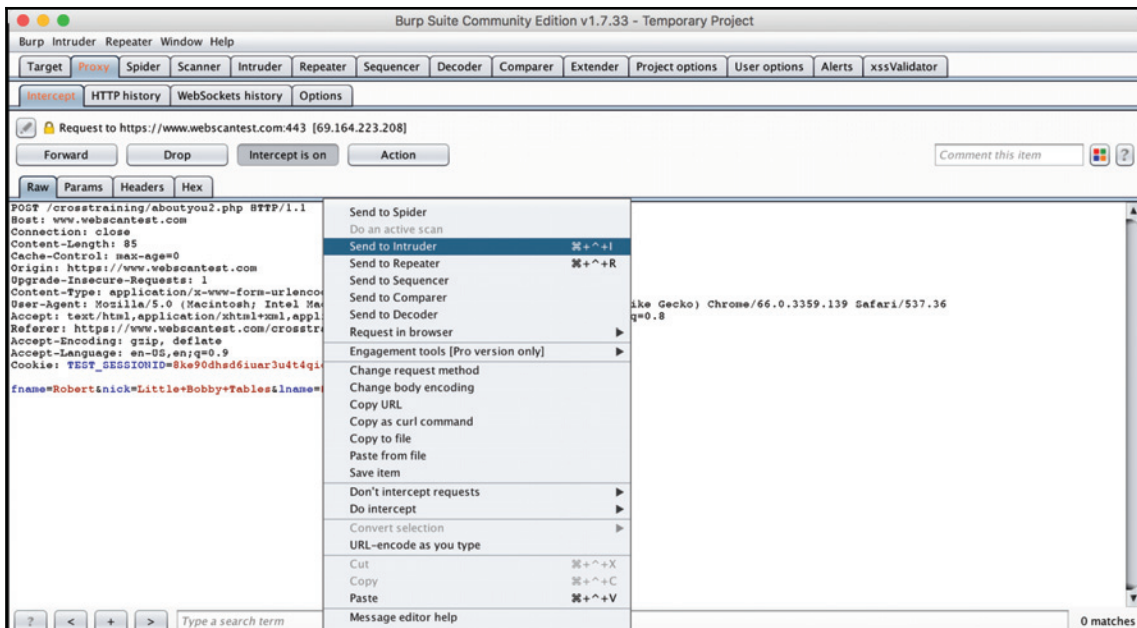 Burp Suite Community Edition v1.7.33 - Temporary Project
Burp Intruder Repeater Window Help
Target Proxy Spider Scanner Intruder Repeater Sequencer Decoder Comparer Extender Project options User options Alerts xssValidator
Intercept HTTP history WebSockets history Options
Request to https://www.webscantest.com:443 [69.164.223.208]
Forward Drop Intercept is on Action Comment this item ?
Raw Params Headers Hex
POST /crosstraining/aboutyou2.php HTTP/1.1
Host: www.webscantest.com
Connection: close
Content-Length: 85
Cache-Control: max-age=0
Origin: https://www.webscantest.com
Upgrade-Insecure-Requests: 1
Content-Type: application/x-www-form-urlenco
User-Agent: Mozilla/5.0 (Macintosh; Intel Ma ike Gecko) Chrome/66.0.3359.139 Safari/537.36
Accept: text/html,application/xhtml+xml,appl q=0.8
Referer: https://www.webscantest.com/crosstr
Accept-Encoding: gzip, deflate
Accept-Language: en-US,en;q=0.9
Cookie: TEST_SESSIONID=8ke90dhsd6iuar3u4t4qi
fname=Robert&nick=Little+Bobby+Tables&lname=
Send to Spider
Do an active scan
Send to Intruder ⌘+^+I
Send to Repeater ⌘+^+R
Send to Sequencer
Send to Comparer
Send to Decoder
Request in browser
Engagement tools [Pro version only]
Change request method
Change body encoding
Copy URL
Copy as curl command
Copy to file
Paste from file
Save item
Don't intercept requests
Do intercept
Convert selection
URL-encode as you type
Cut ⌘+^+X
Copy ⌘+^+C
Paste ⌘+^+V
Message editor help
? < + > Type a search term 0 matches